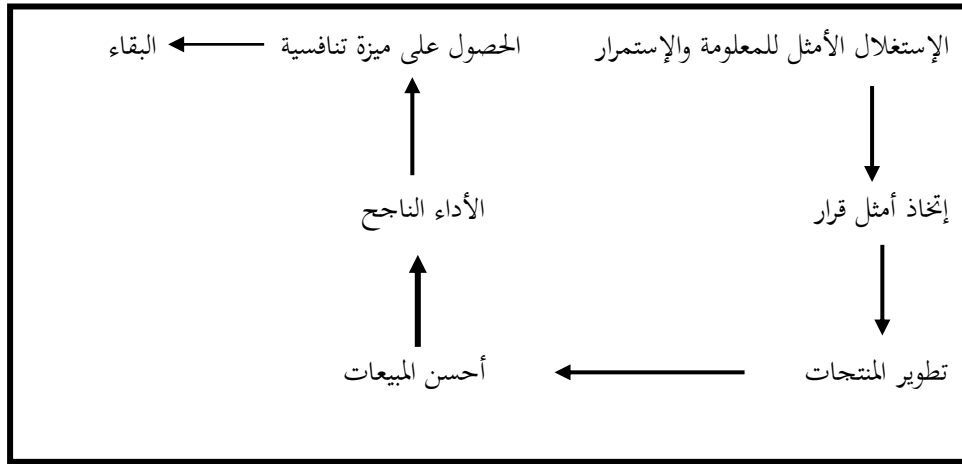 الإستغلال الأمثل للمعلومة والإستمرار
الحصول على ميزة تنافسية
البقاء
إتخاذ أمثل قرار
الأداء الناجح
تطوير المنتجات
أحسن المبيعات